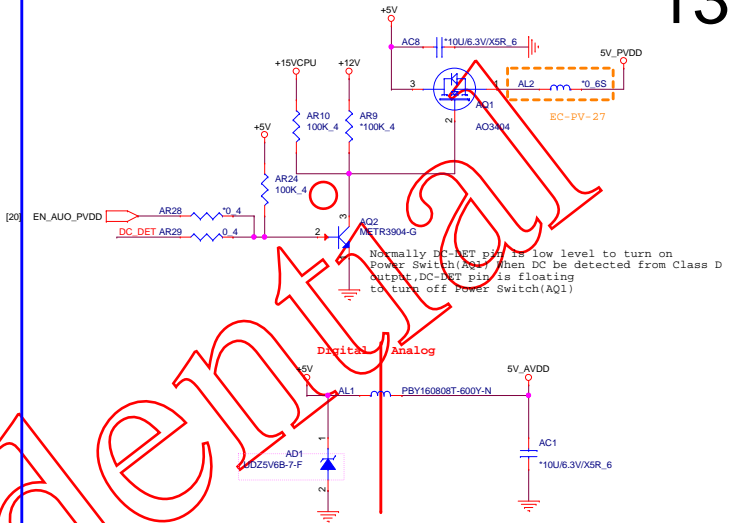 13
+5V
AC8
*10U/6.3V/X5R_6
5V_PVDD
+15VCPU
+12V
3
1
AL2
*0_6S
AQ1
EC-PV-27
AR10
100K_4
AR9
*100K_4
2
AO3404
+5V
AR24
100K_4
[20]
EN_AUO_PVDD
AR28
*0_4
3
AQ2
METR3904-G
DC_DET
AR29
0_4
2
Normally DC-DET pin is low level to turn on
Power Switch(AQ1) When DC be detected from Class D
output,DC-DET pin is floating
to turn off Power Switch(AQ1)
Digital
Analog
+5V
5V_AVDD
AL1
PBY160808T-600Y-N
1
AD1
UDZ5V6B-7-F
2
AC1
*10U/6.3V/X5R_6
dential